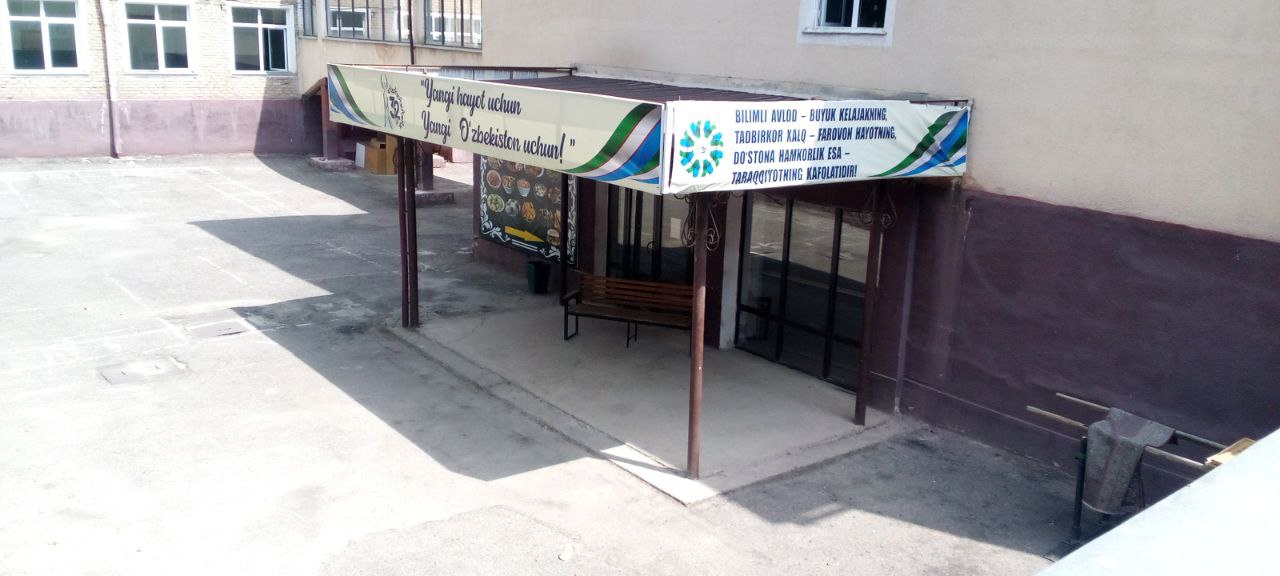 "Yangi hayot uchun
Yangi O'zbekiston uchun!"
32
BILIMLI AVLOD – BUYUK KELAJAKNING,
TADBIRKOR XALQ – FAROVON HAYOTNING,
DO'STONA HAMKORLIK ESA –
TARAQQIYOTNING KAFOLATIDIR!